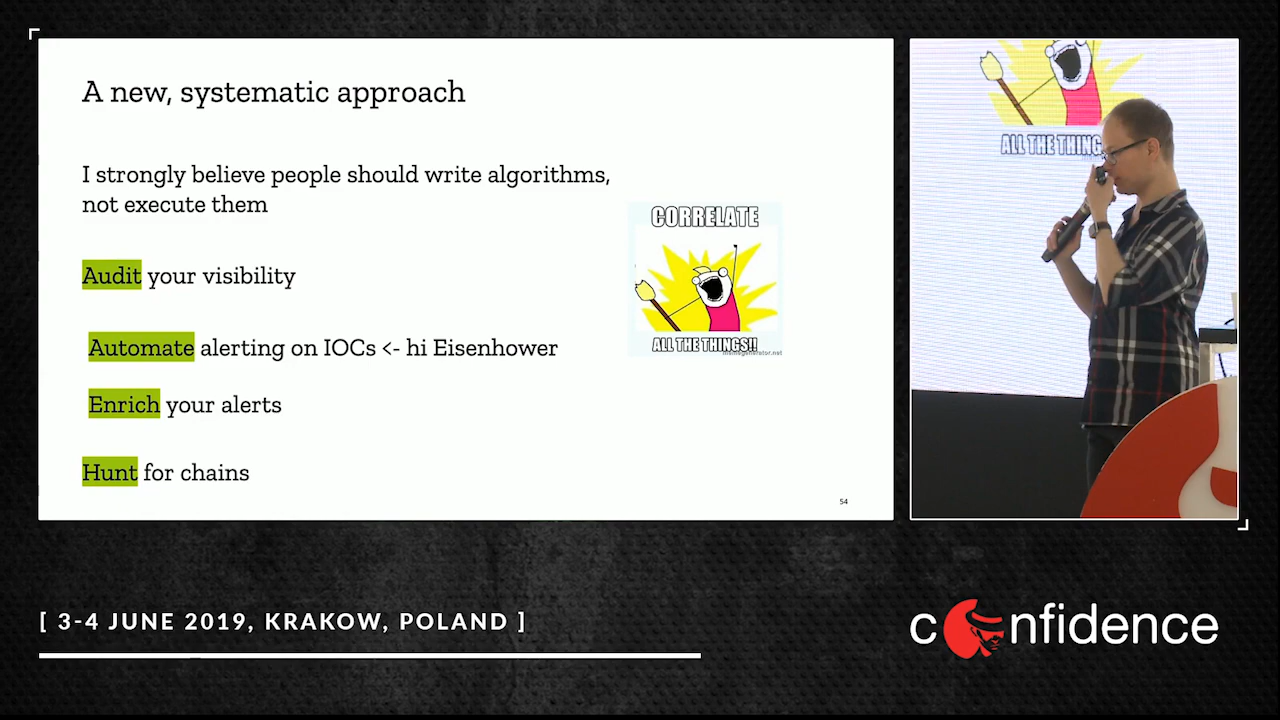 A new, systematic approach
I strongly believe people should write algorithms,
not execute them
Audit your visibility
Automate alerting on IOCs <- hi Eisenhower
Enrich your alerts
Hunt for chains
CORRELATE
ALL THE THINGS!!
memegenerator.net
54
ALL THE THING
[ 3-4 JUNE 2019, KRAKOW, POLAND ]
confidence